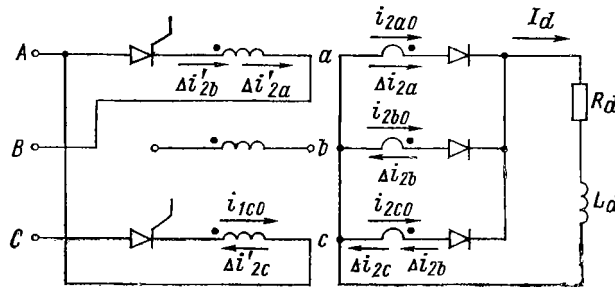 A
B
C
Δi'2b
Δi'2a
i1c0
Δi'2c
a
b
c
i2a0
Δi2a
i2b0
Δi2b
i2c0
Δi2c
Δi2b
Id
Rd
Ld